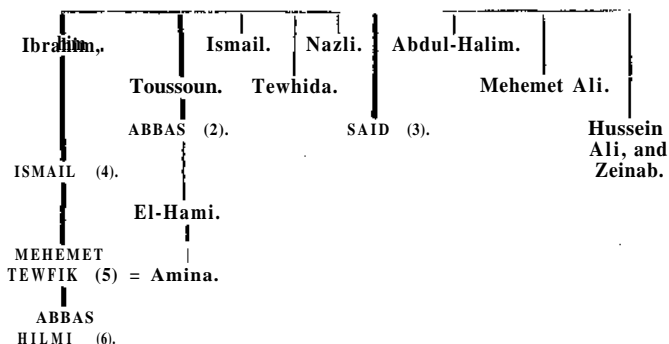 Ibrahim,. Ismail. Nazli. Abdul-Halim.
Toussoun. Tewhida. Mehemet Ali.
ABBAS (2). SAID (3). Hussein
Ali, and
Zeinab.
ISMAIL (4).
El-Hami.
MEHEMET
TEWFIK (5) = Amina.
ABBAS
HILMI (6).